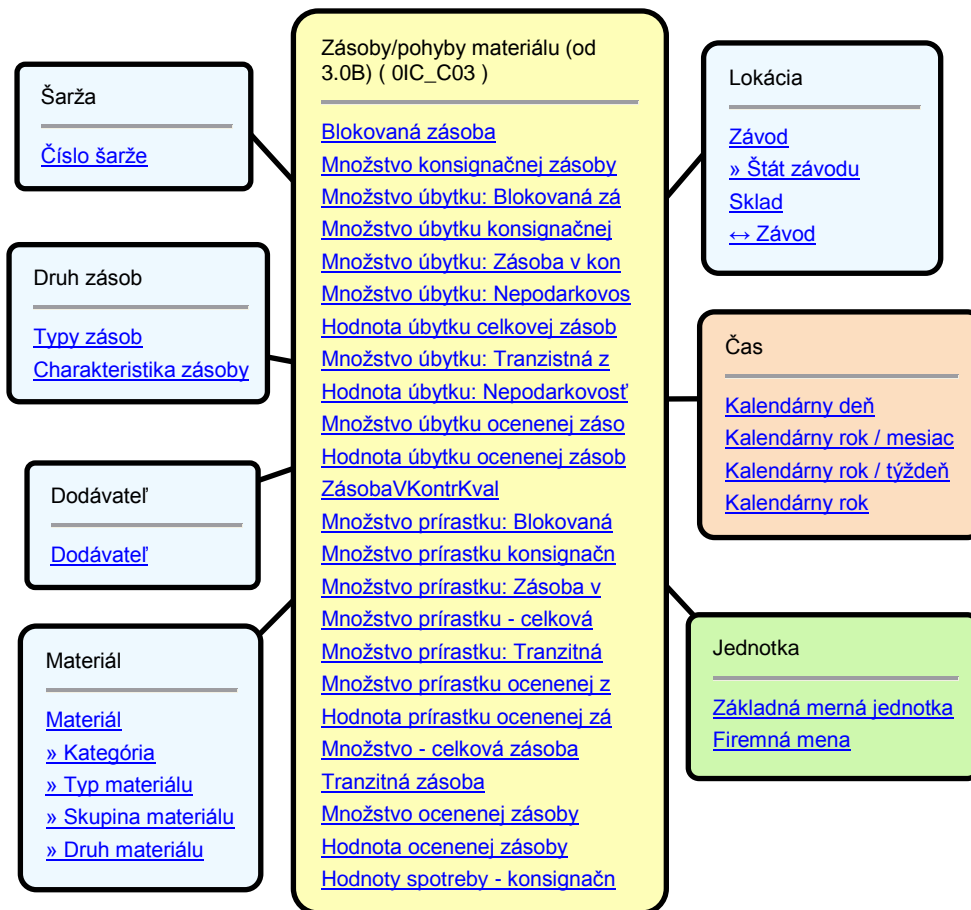 Šarža
Číslo šarže
Druh zásob
Typy zásob
Charakteristika zásoby
Dodávateľ
Dodávateľ
Materiál
Materiál
» Kategória
» Typ materiálu
» Skupina materiálu
» Druh materiálu
Zásoby/pohyby materiálu (od
3.0B) ( 0IC_C03 )
Blokovaná zásoba
Množstvo konsignačnej zásoby
Množstvo úbytku: Blokovaná zá
Množstvo úbytku konsignačnej
Množstvo úbytku: Zásoba v kon
Množstvo úbytku: Nepodarkovos
Hodnota úbytku celkovej zásob
Množstvo úbytku: Tranzistná z
Hodnota úbytku: Nepodarkovosť
Množstvo úbytku ocenenej záso
Hodnota úbytku ocenenej zásob
ZásobaVKontrKval
Množstvo prírastku: Blokovaná
Množstvo prírastku konsignačn
Množstvo prírastku: Zásoba v
Množstvo prírastku - celková
Množstvo prírastku: Tranzitná
Množstvo prírastku ocenenej z
Hodnota prírastku ocenenej zá
Množstvo - celková zásoba
Tranzitná zásoba
Množstvo ocenenej zásoby
Hodnota ocenenej zásoby
Hodnoty spotreby - konsignačn
Lokácia
Závod
» Štát závodu
Sklad
↔ Závod
Čas
Kalendárny deň
Kalendárny rok / mesiac
Kalendárny rok / týždeň
Kalendárny rok
Jednotka
Základná merná jednotka
Firemná mena